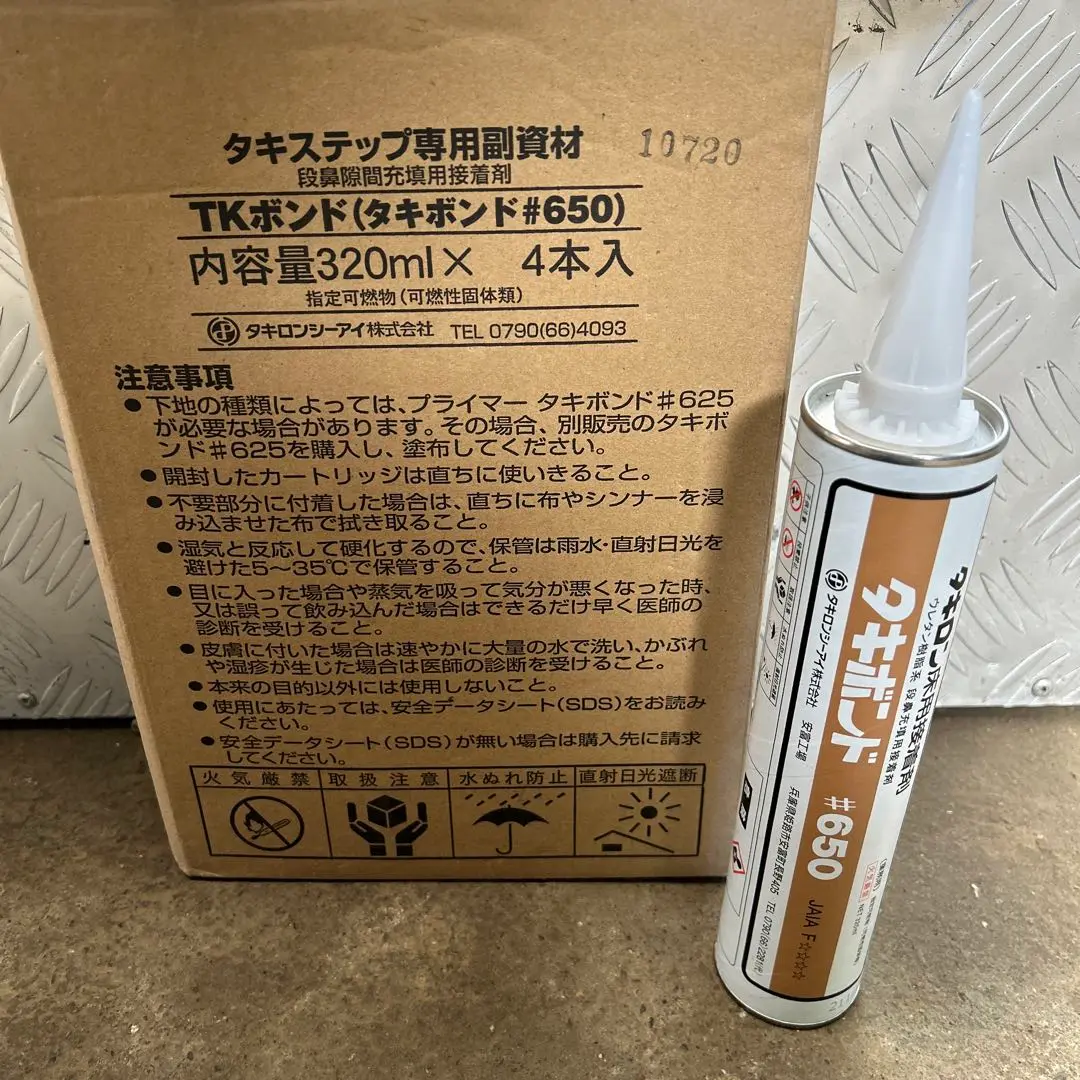 タキステップ専用副資材
10720
段鼻隙間充填用接着剤
TKボンド(タキボンド#650)
内容量320ml× 4本入
指定可燃物(可燃性固体類)
タキロンシーアイ株式会社 TEL 0790(66)4093
注意事項
●下地の種類によっては、プライマー タキボンド#625
が必要な場合があります。その場合、別販売のタキボ
ンド#625を購入し、塗布してください。
●開封したカートリッジは直ちに使いきること。
●不要部分に付着した場合は、直ちに布やシンナーを浸
み込ませた布で拭き取ること。
●湿気と反応して硬化するので、保管は雨水・直射日光を
避けた5〜35℃で保管すること。
●目に入った場合や蒸気を吸って気分が悪くなった時、
又は誤って飲み込んだ場合はできるだけ早く医師の
診断を受けること。
●皮膚に付いた場合は速やかに大量の水で洗い、かぶれ
や湿疹が生じた場合は医師の診断を受けること。
●本来の目的以外には使用しないこと。
●使用にあたっては、安全データシート(SDS)をお読み
ください。
●安全データシート(SDS)が無い場合は購入先に請求
してください。
火気厳禁 取扱注意 水ぬれ防止 直射日光遮断
タキロン床用接着剤
ウレタン樹脂系 段鼻充填用接着剤
タキボンド #650 JAIA F☆☆☆☆
タキロンシーアイ株式会社 安富工場 兵庫県姫路市安富町長野405